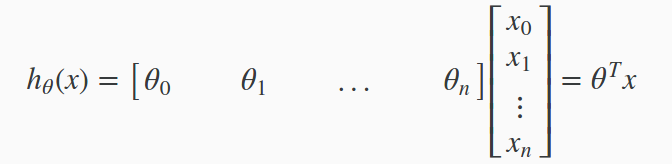 h_θ(x) = [θ_0 θ_1 ... θ_n] [x_0 x_1 ⋮ x_n] = θ^T x